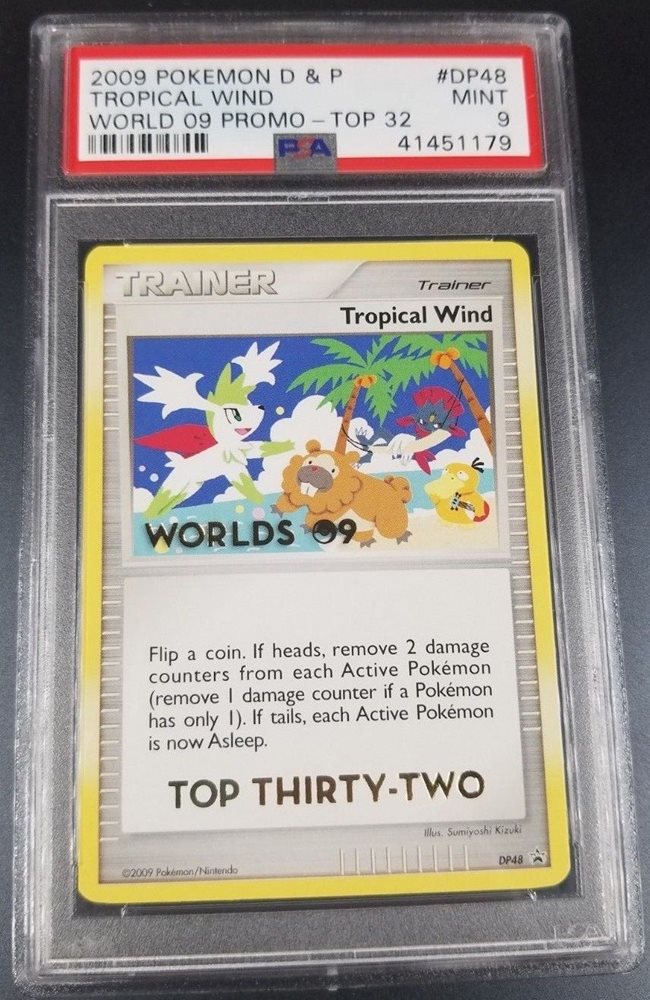 2009 POKEMON D & P #DP48
TROPICAL WIND MINT
WORLD 09 PROMO - TOP 32 9
PSA 41451179
TRAINER Trainer
Tropical Wind
WORLDS 09
Flip a coin. If heads, remove 2 damage
counters from each Active Pokémon
(remove 1 damage counter if a Pokémon
has only 1). If tails, each Active Pokémon
is now Asleep.
TOP THIRTY-TWO
Illus. Sumiyoshi Kizuki
DP48
©2009 Pokémon/Nintendo